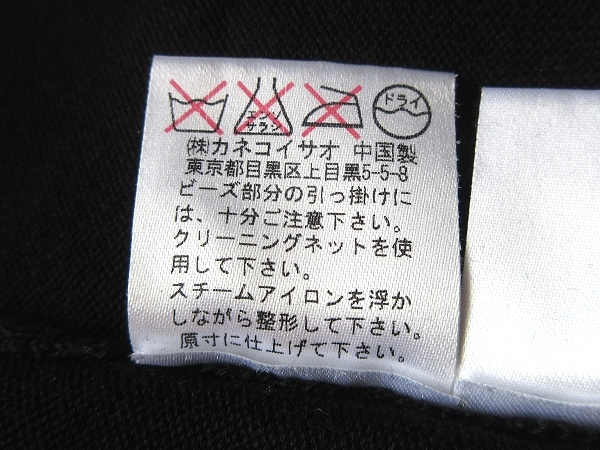 エンソ
サラシ
ドライ
㈱カネコイサオ 中国製
東京都目黒区上目黒5-5-8
ビーズ部分の引っ掛けに
は、十分ご注意下さい。
クリーニングネットを使
用して下さい。
スチームアイロンを浮か
しながら整形して下さい。
原寸に仕上げて下さい。